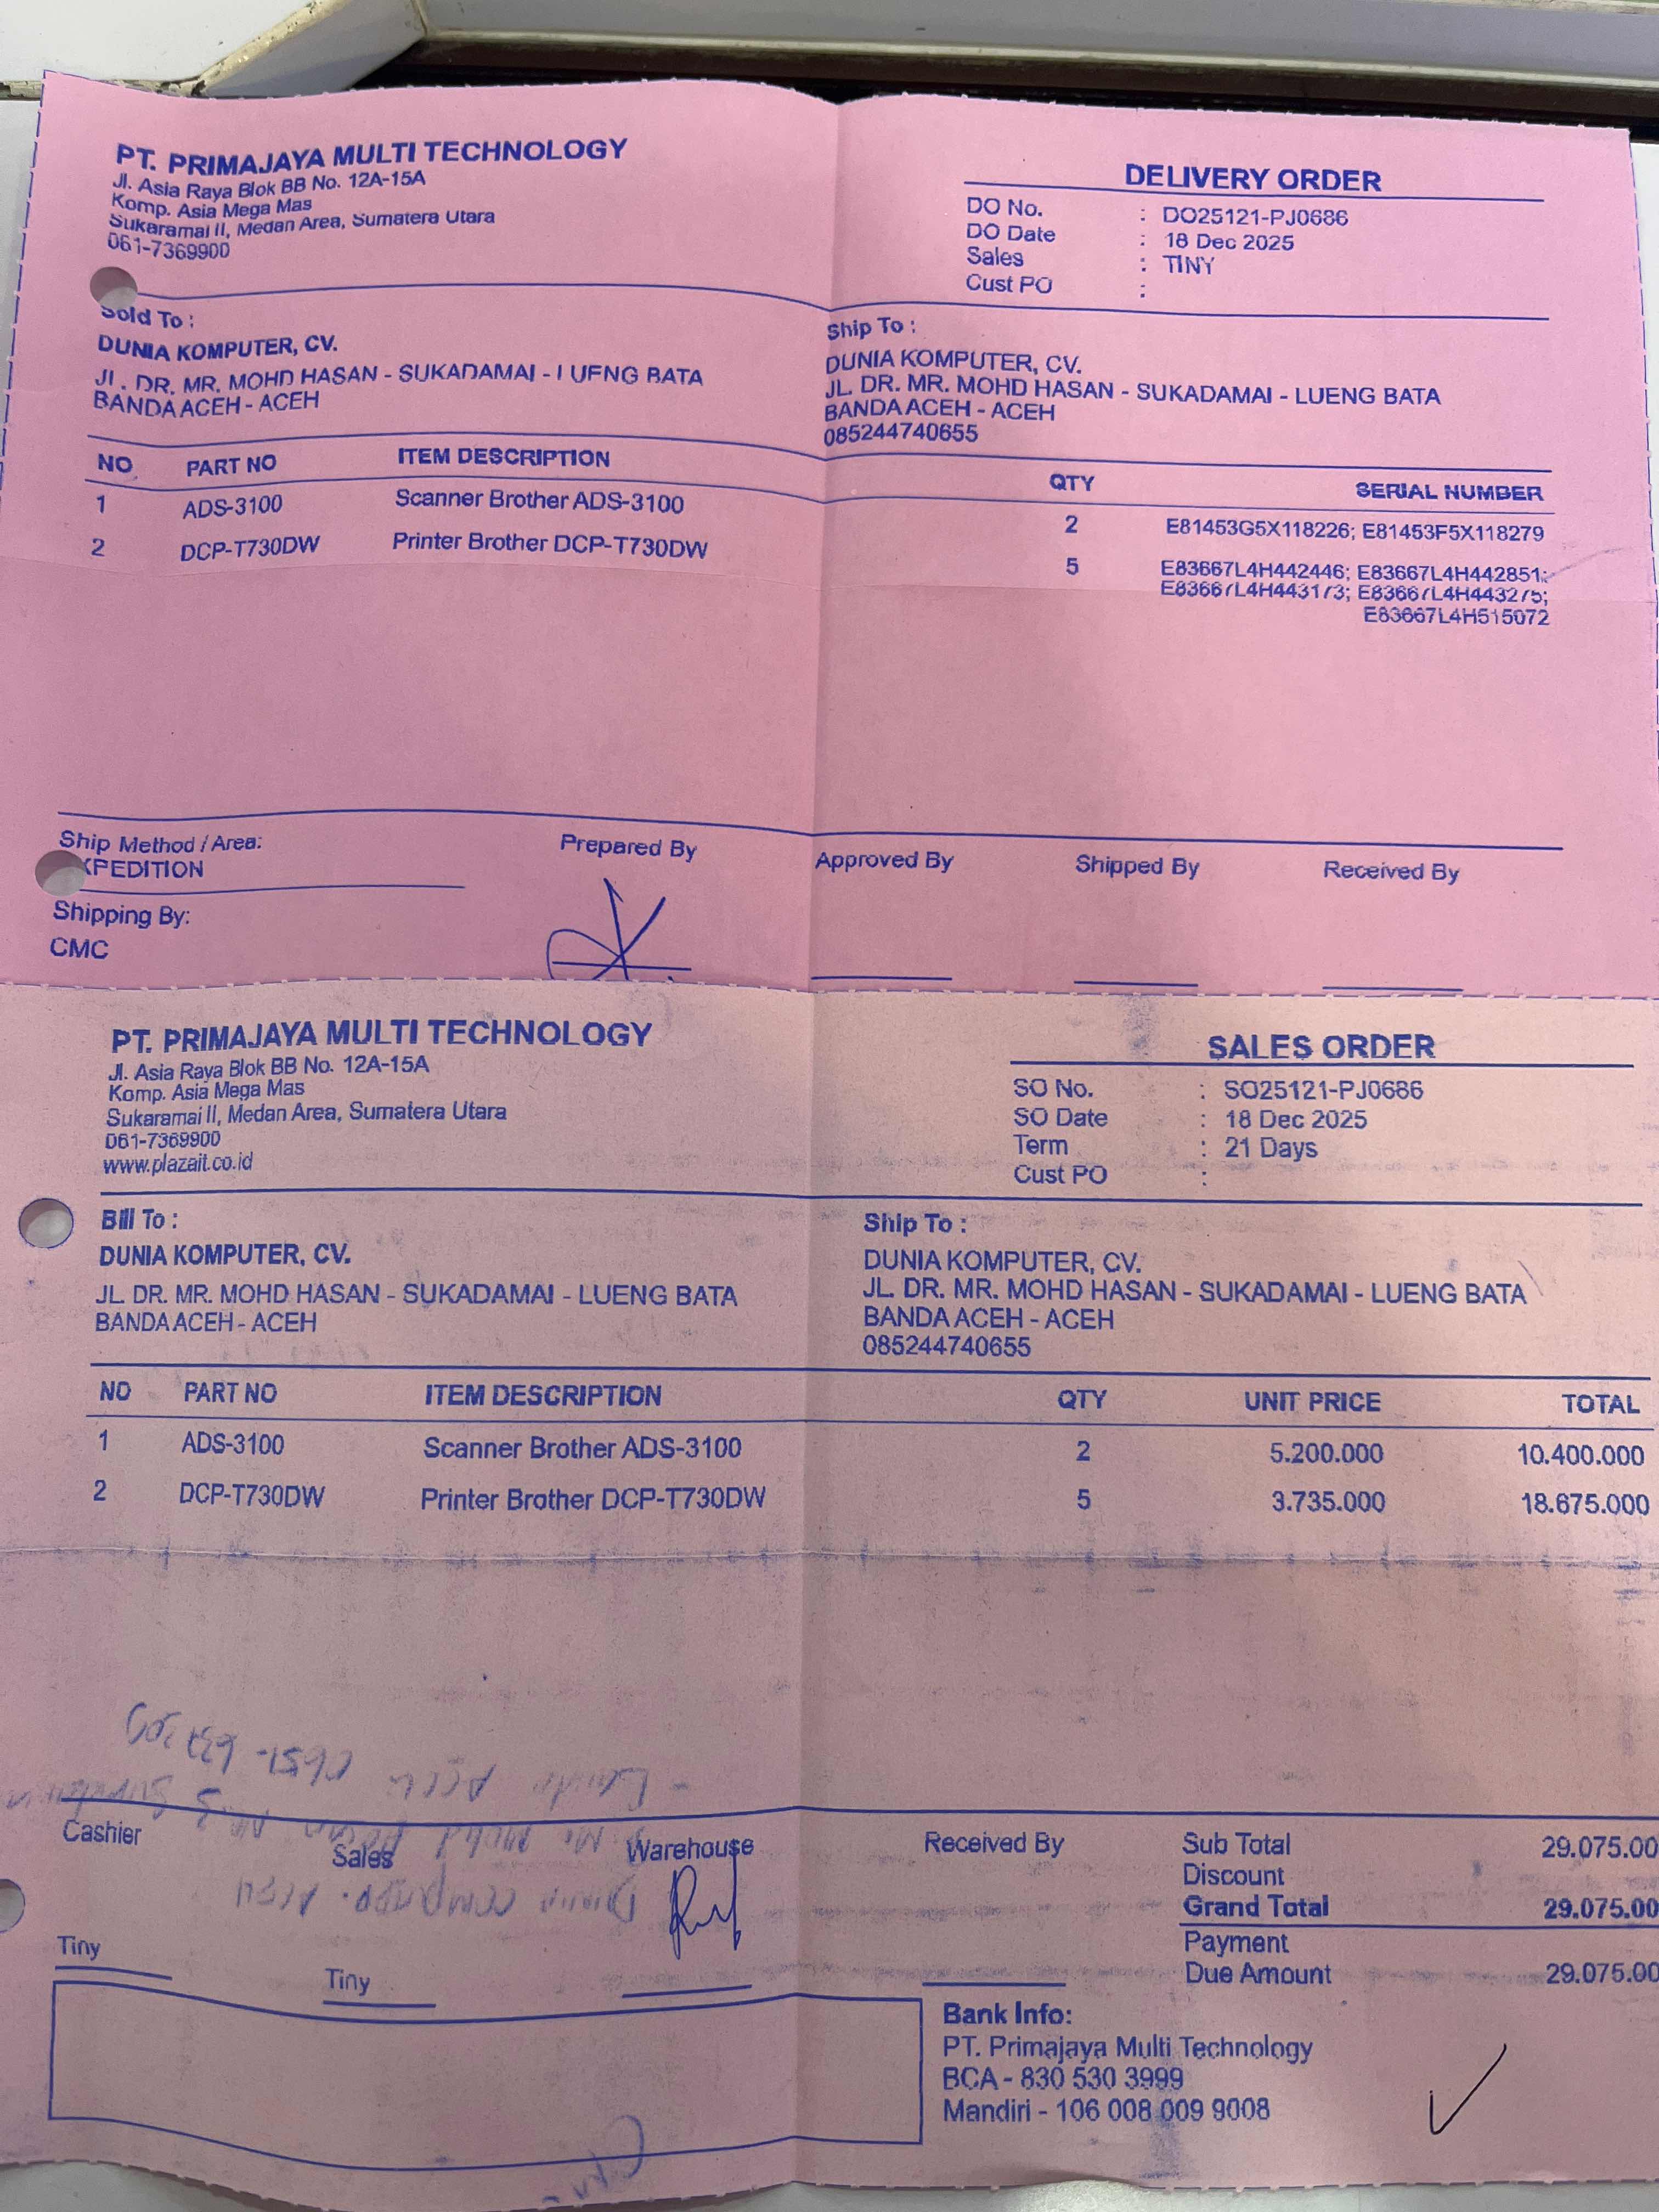 PT. PRIMAJAYA MULTI TECHNOLOGY
Jl. Asia Raya Blok BB No. 12A-15A
Komp. Asia Mega Mas
Sukaramai II, Medan Area, Sumatera Utara
061-7369900
DELIVERY ORDER
DO No. : DO25121-PJ0686
DO Date : 18 Dec 2025
Sales : TINY
Cust PO :
Sold To :
DUNIA KOMPUTER, CV.
JL. DR. MR. MOHD HASAN - SUKADAMAI - LUENG BATA
BANDA ACEH - ACEH
Ship To :
DUNIA KOMPUTER, CV.
JL. DR. MR. MOHD HASAN - SUKADAMAI - LUENG BATA
BANDA ACEH - ACEH
085244740655
NO PART NO ITEM DESCRIPTION QTY SERIAL NUMBER
1 ADS-3100 Scanner Brother ADS-3100 2 E81453G5X118226; E81453F5X118279
2 DCP-T730DW Printer Brother DCP-T730DW 5 E83667L4H442446; E83667L4H442851;
E83667L4H443173; E83667L4H443275;
E83667L4H515072
Ship Method / Area:
XPEDITION
Shipping By:
CMC
Prepared By
Approved By
Shipped By
Received By
PT. PRIMAJAYA MULTI TECHNOLOGY
Jl. Asia Raya Blok BB No. 12A-15A
Komp. Asia Mega Mas
Sukaramai II, Medan Area, Sumatera Utara
061-7369900
www.plazait.co.id
SALES ORDER
SO No. : SO25121-PJ0686
SO Date : 18 Dec 2025
Term : 21 Days
Cust PO :
Bill To :
DUNIA KOMPUTER, CV.
JL. DR. MR. MOHD HASAN - SUKADAMAI - LUENG BATA
BANDA ACEH - ACEH
Ship To :
DUNIA KOMPUTER, CV.
JL. DR. MR. MOHD HASAN - SUKADAMAI - LUENG BATA
BANDA ACEH - ACEH
085244740655
NO PART NO ITEM DESCRIPTION QTY UNIT PRICE TOTAL
1 ADS-3100 Scanner Brother ADS-3100 2 5.200.000 10.400.000
2 DCP-T730DW Printer Brother DCP-T730DW 5 3.735.000 18.675.000
Cashier
Sales
Warehouse
Received By
Tiny
Tiny
Sub Total 29.075.00
Discount
Grand Total 29.075.00
Payment
Due Amount 29.075.00
Bank Info:
PT. Primajaya Multi Technology
BCA - 830 530 3999
Mandiri - 106 008 009 9008